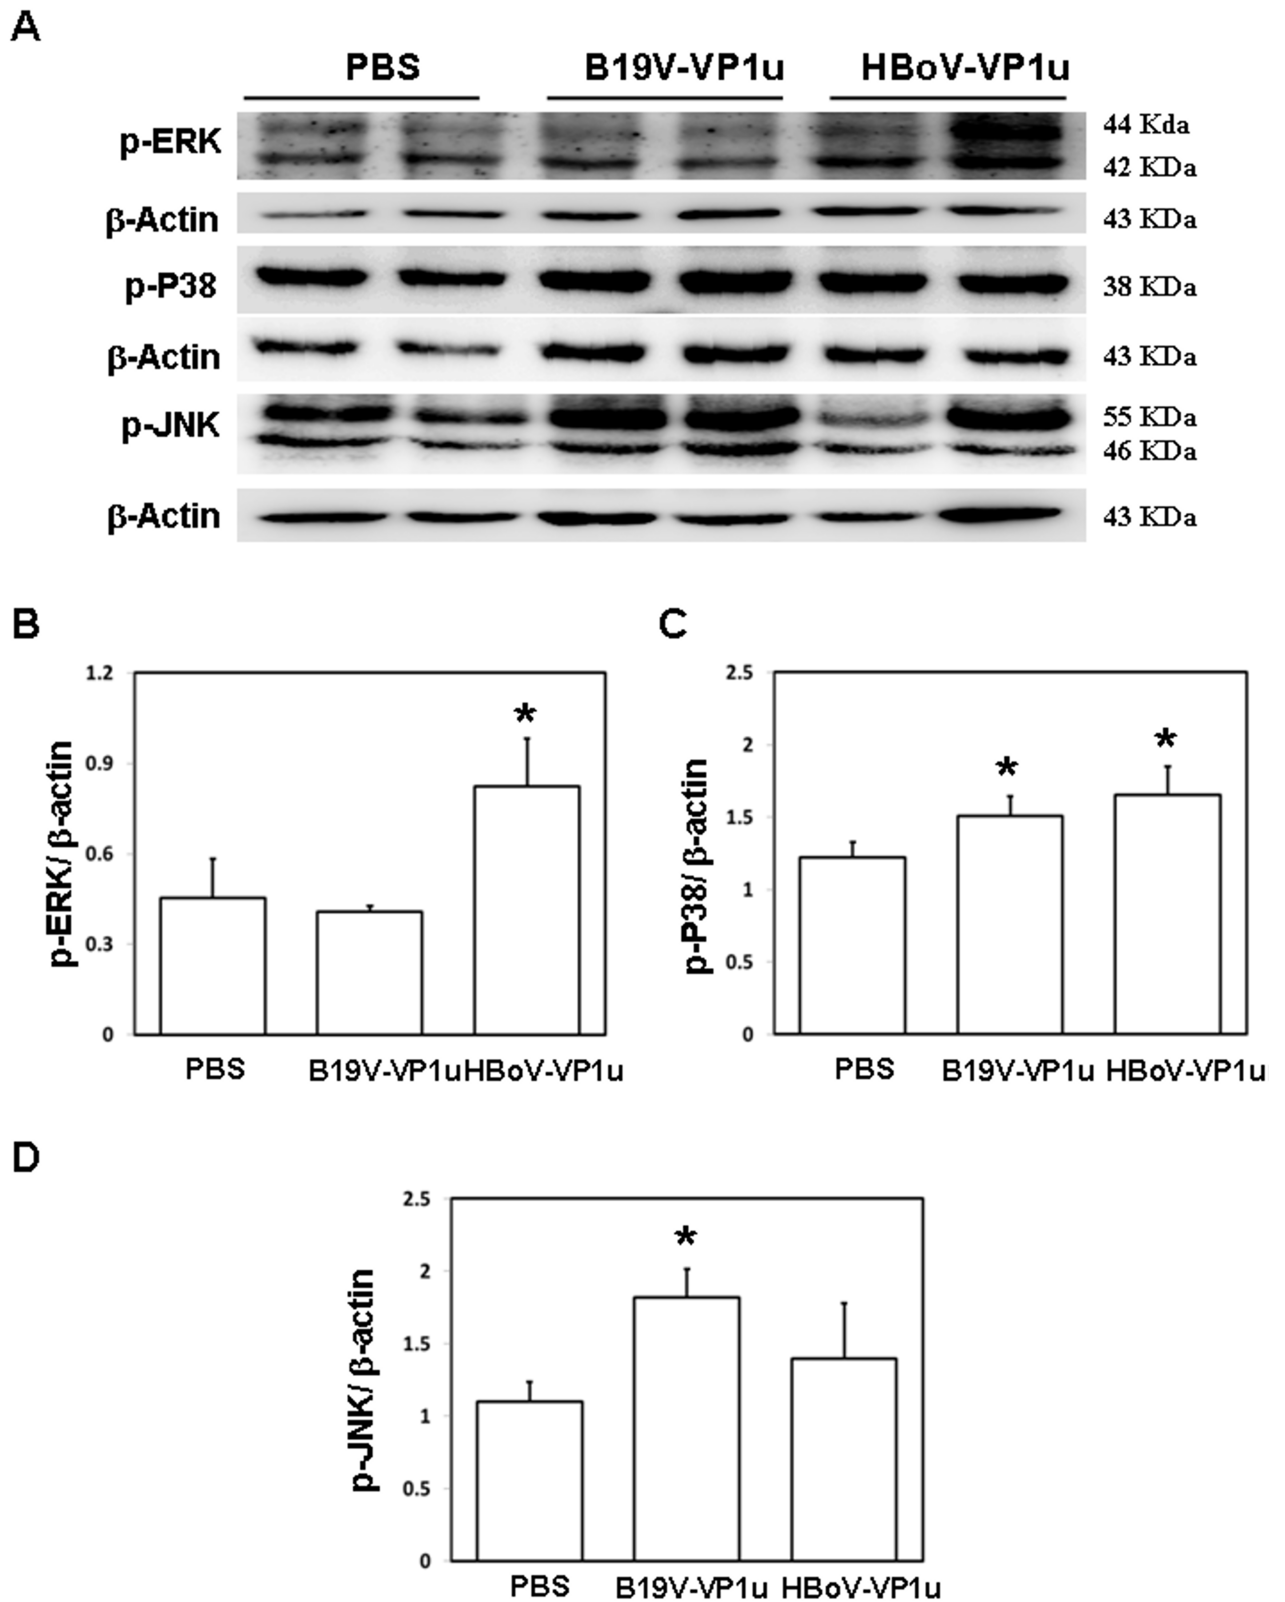 A
PBS B19V-VP1u HBoV-VP1u
p-ERK 44 Kda
42 KDa
β-Actin 43 KDa
p-P38 38 KDa
β-Actin 43 KDa
p-JNK 55 KDa
46 KDa
β-Actin 43 KDa
B
p-ERK/ β-actin
1.2
0.9
0.6
0.3
0
*
PBS B19V-VP1u HBoV-VP1u
C
p-P38/ β-actin
2.5
2
1.5
1
0.5
0
* *
PBS B19V-VP1u HBoV-VP1u
D
p-JNK/ β-actin
2.5
2
1.5
1
0.5
0
*
PBS B19V-VP1u HBoV-VP1u